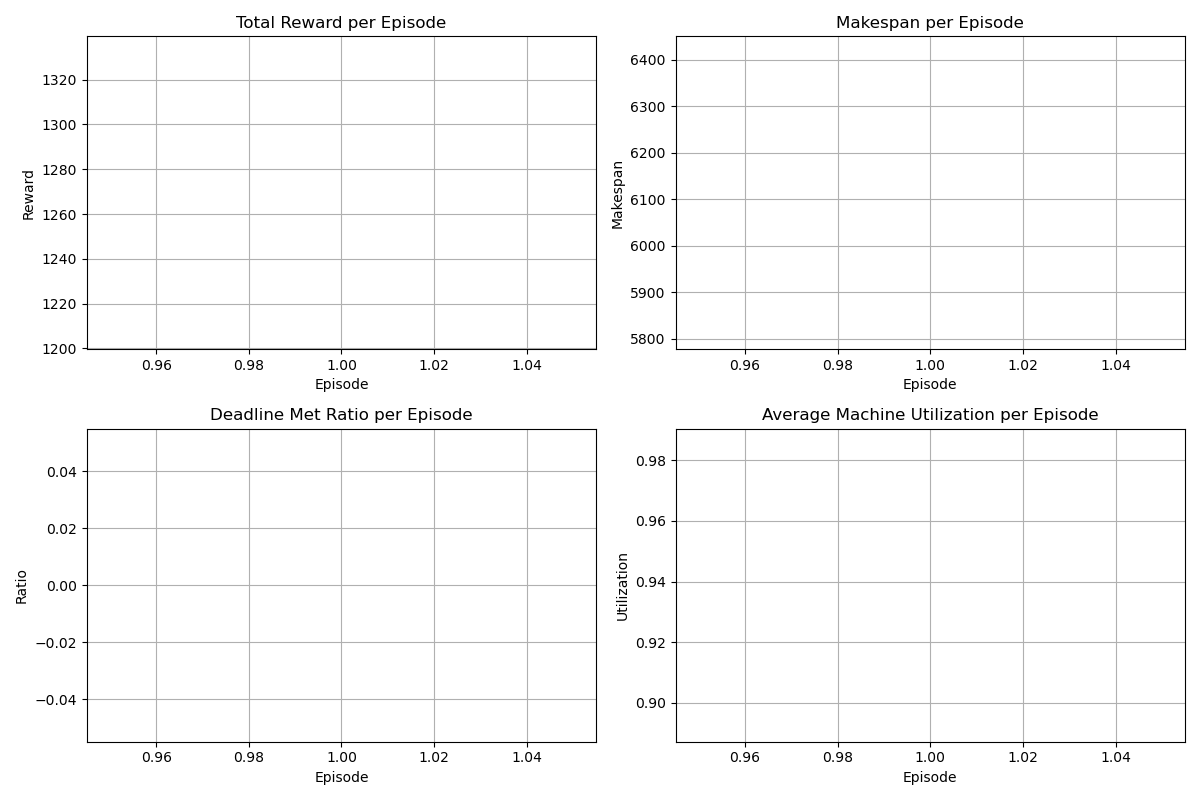 Total Reward per Episode
Reward
1320
1300
1280
1260
1240
1220
1200
0.96 0.98 1.00 1.02 1.04
Episode
Makespan per Episode
Makespan
6400
6300
6200
6100
6000
5900
5800
0.96 0.98 1.00 1.02 1.04
Episode
Deadline Met Ratio per Episode
Ratio
0.04
0.02
0.00
−0.02
−0.04
0.96 0.98 1.00 1.02 1.04
Episode
Average Machine Utilization per Episode
Utilization
0.98
0.96
0.94
0.92
0.90
0.96 0.98 1.00 1.02 1.04
Episode